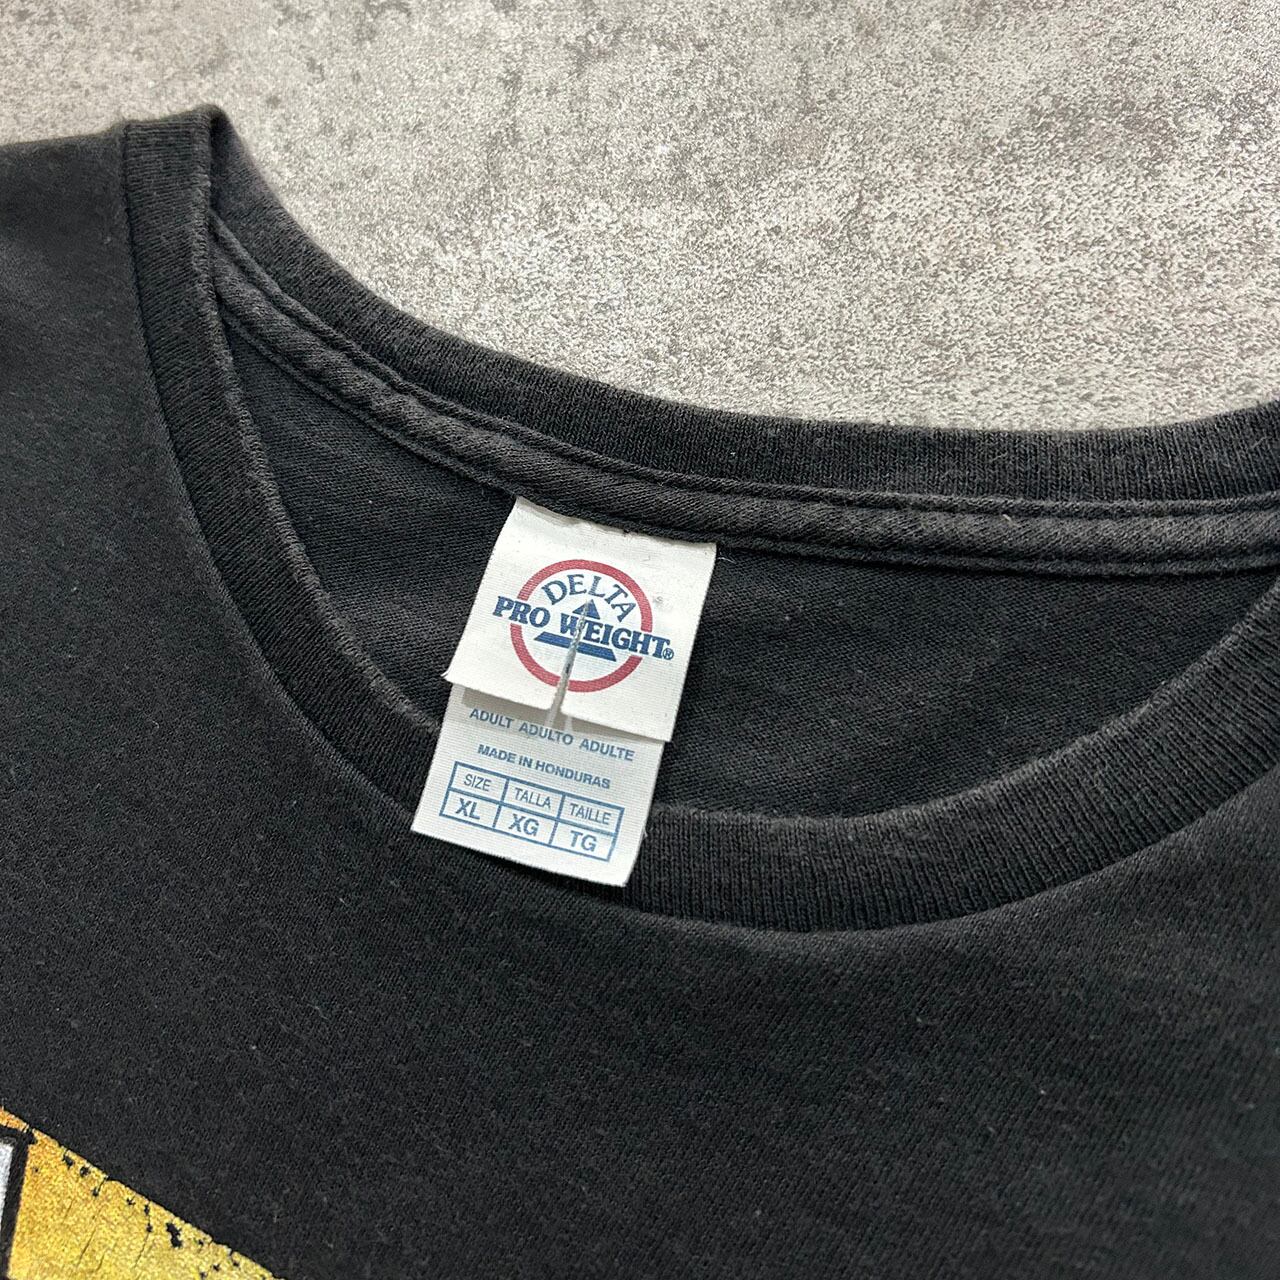 DELTA
PRO WEIGHT®
ADULT ADULTO ADULTE
MADE IN HONDURAS
SIZE TALLA TAILLE
XL XG TG